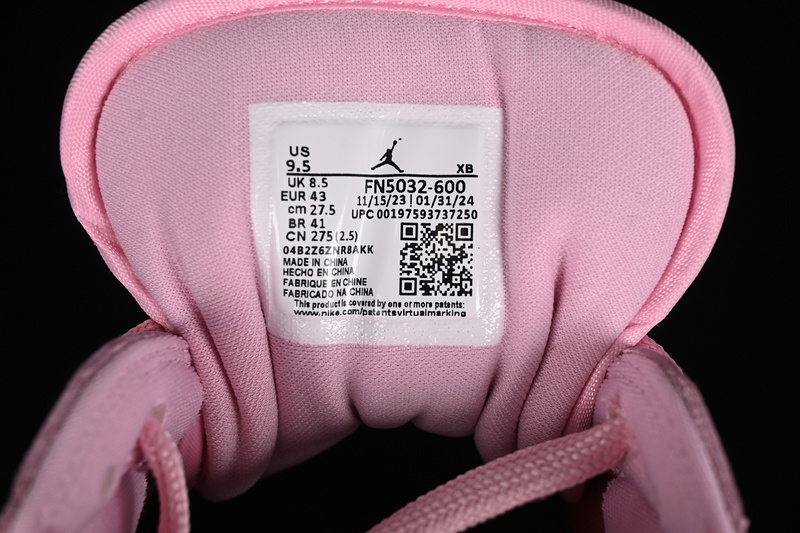 US
9.5
XB
UK 8.5
EUR 43
cm 27.5
BR 41
CN 275(2.5)
FN5032-600
11/15/23 | 01/31/24
UPC 00197593737250
04B2Z6ZNR8AKK
MADE IN CHINA
HECHO EN CHINA
FABRIQUE EN CHINE
FABRICADO NA CHINA
This product is covered by one or more patents:
www.nike.com/patentsvirtualmarking